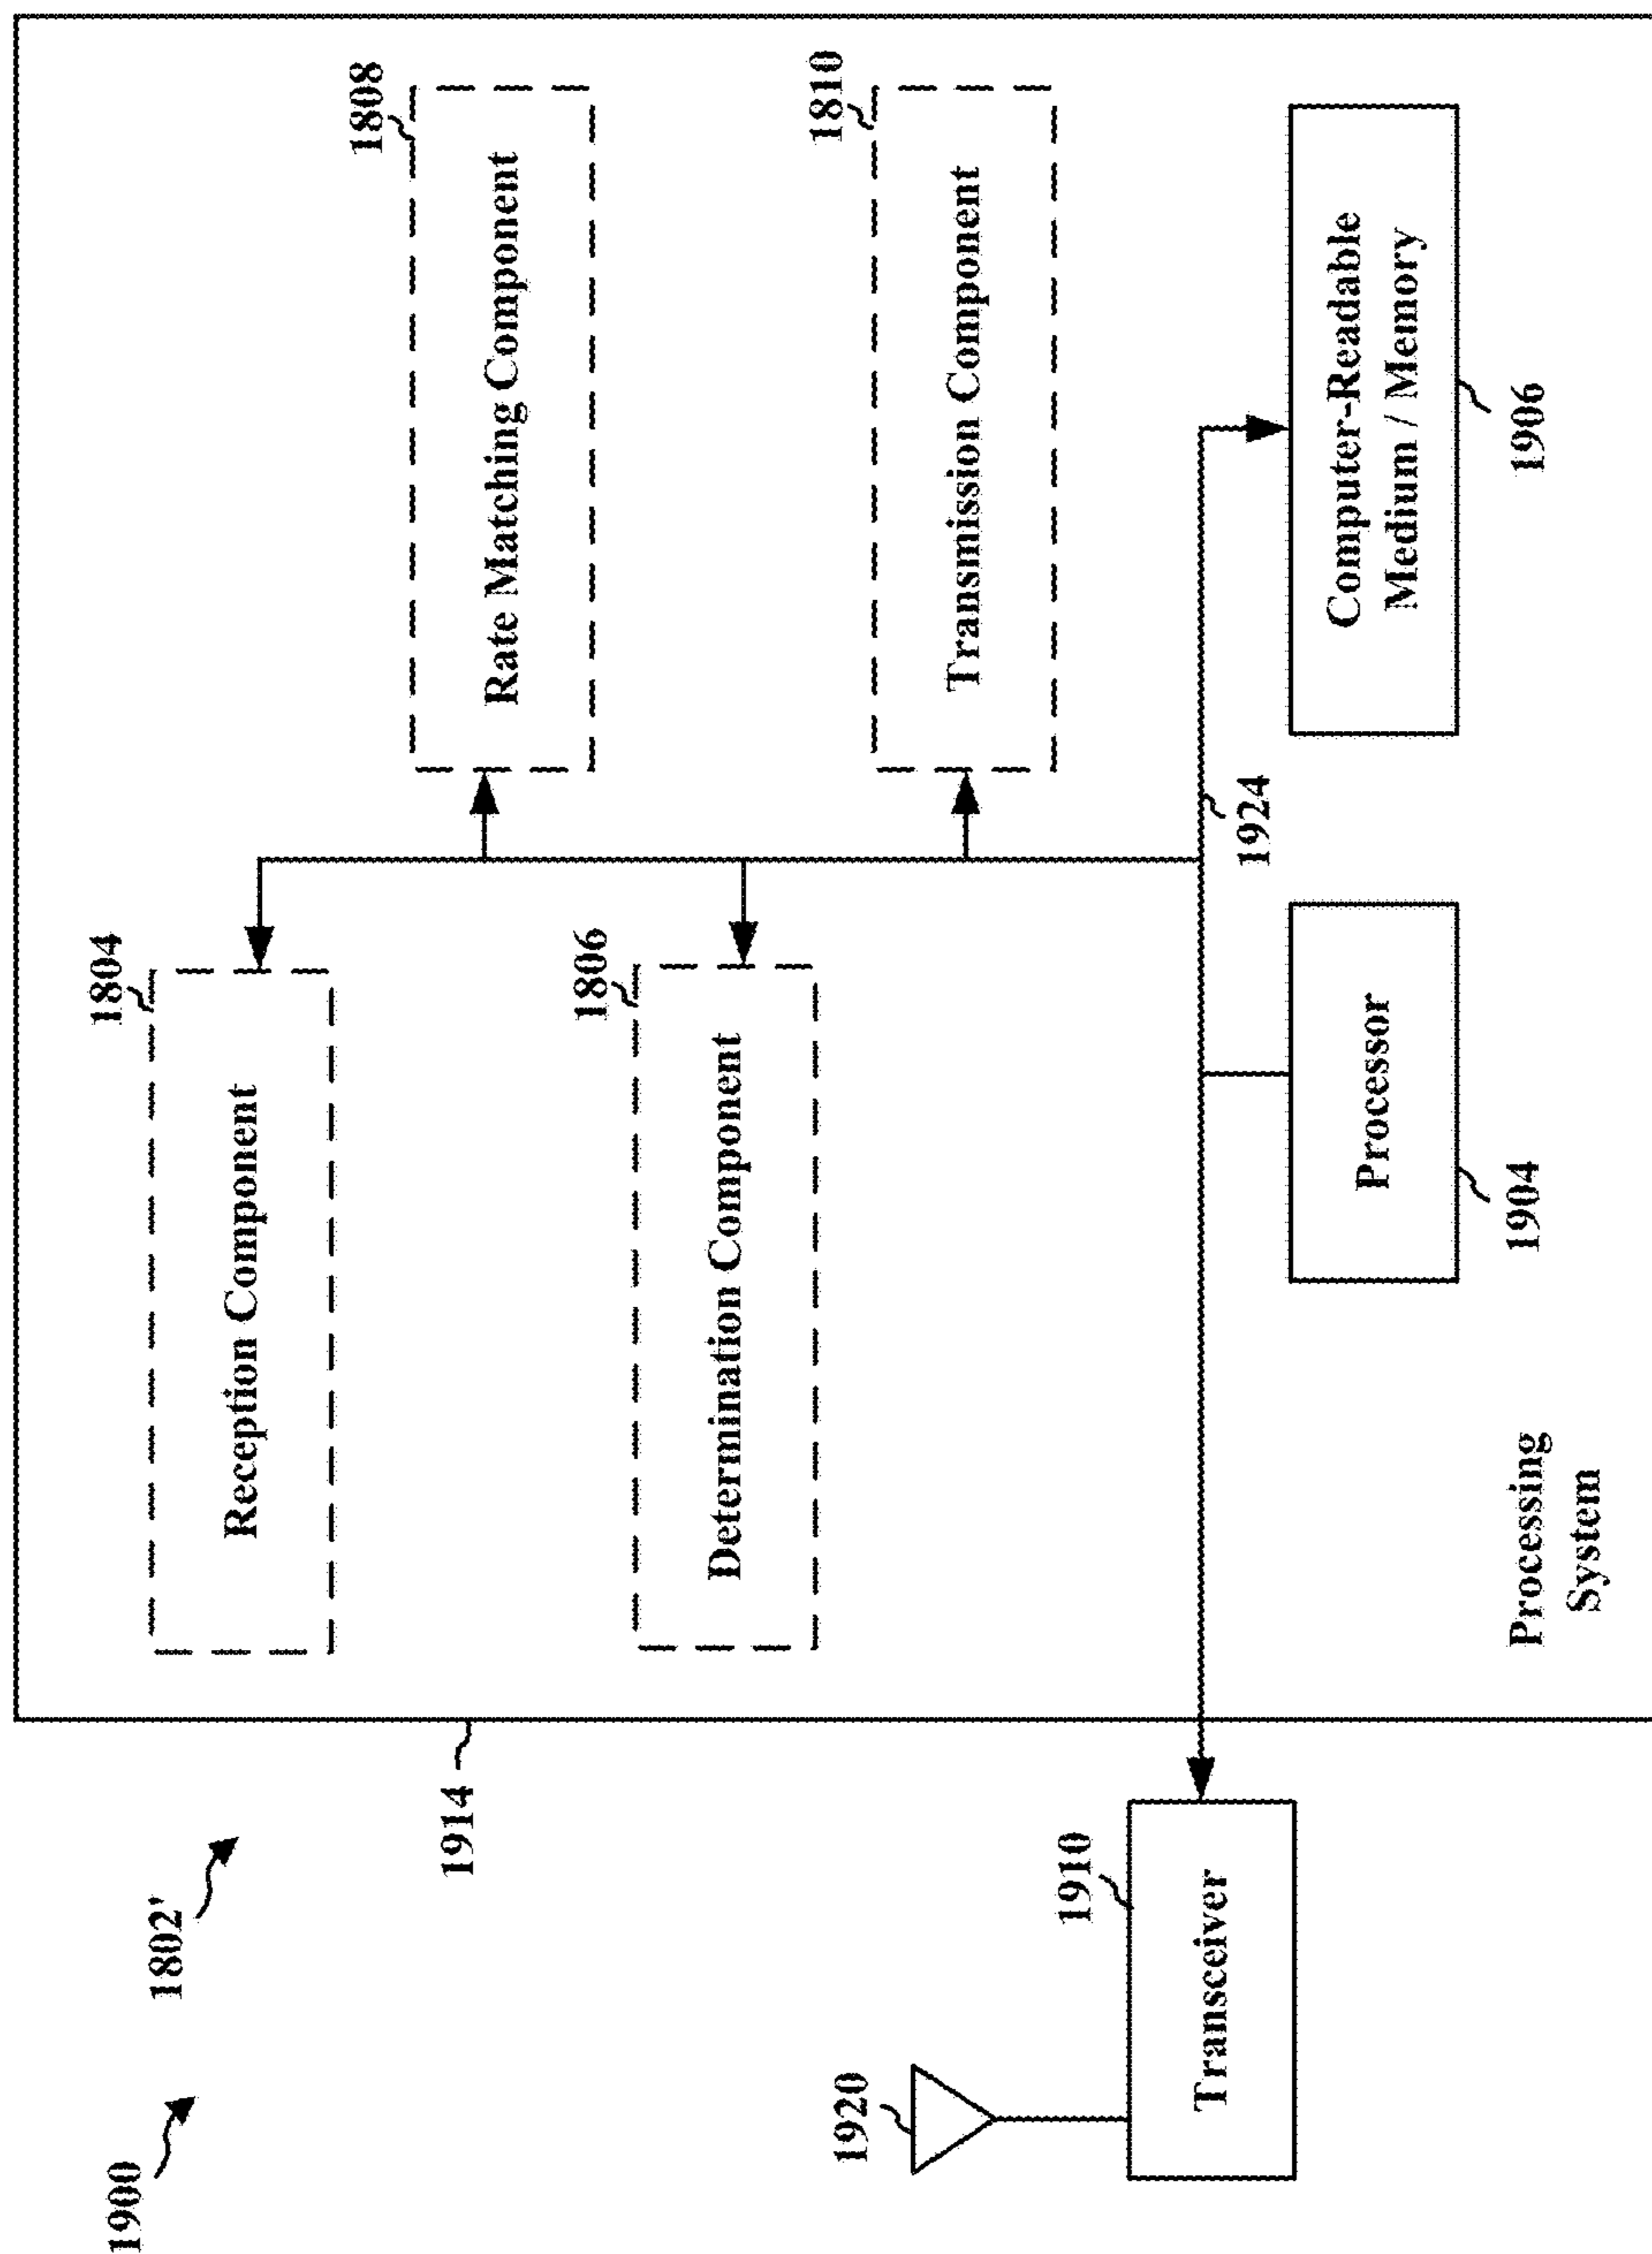 1900
1802'
1914
1804
Reception Component
1808
Rate Matching Component
1806
Determination Component
1810
Transmission Component
1920
1910
Transceiver
1924
Processor
1904
Computer-Readable
Medium / Memory
1906
Processing
System